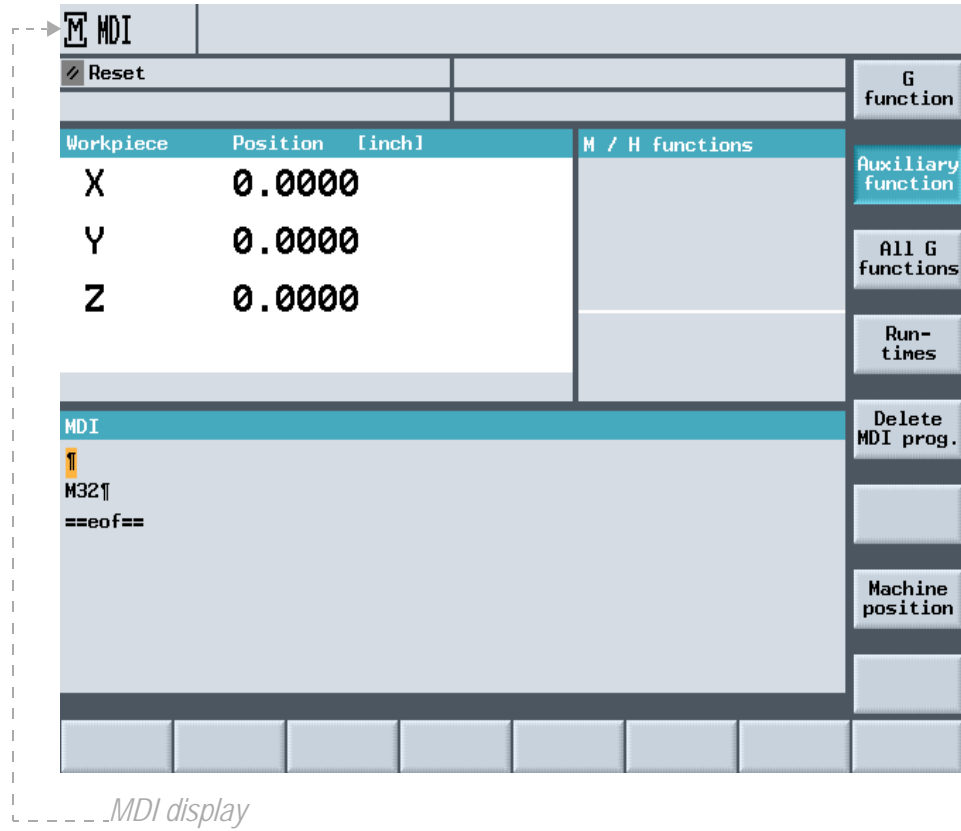 M MDI
Reset
G
function
Workpiece Position [inch]
M / H functions
X 0.0000
Y 0.0000
Z 0.0000
Auxiliary
function
All G
functions
Run-
times
MDI
¶
M32¶
==eof==
Delete
MDI prog.
Machine
position
MDI display